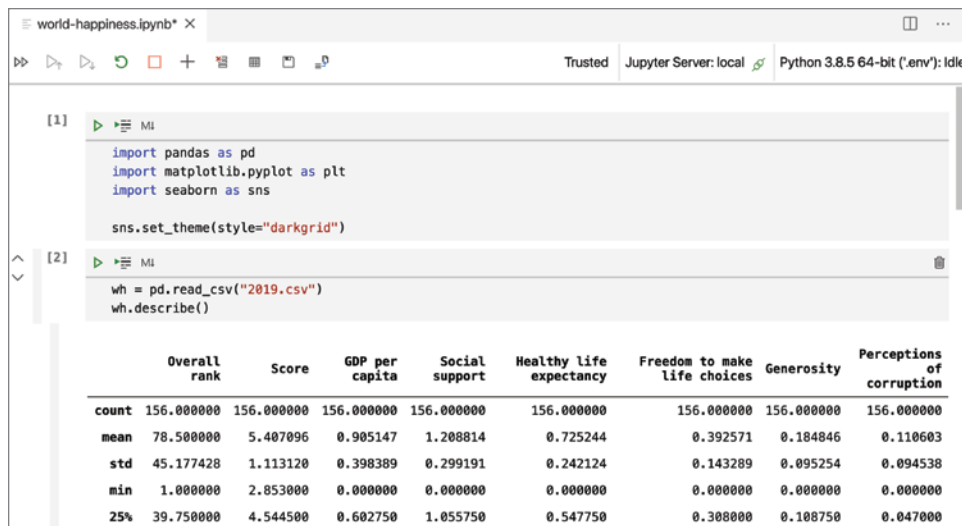 world-happiness.ipynb*
Trusted Jupyter Server: local Python 3.8.5 64-bit ('.env'): Idle
[1]
M↓
import pandas as pd
import matplotlib.pyplot as plt
import seaborn as sns
sns.set_theme(style="darkgrid")
[2]
M↓
wh = pd.read_csv("2019.csv")
wh.describe()
Overall rank Score GDP per capita Social support Healthy life expectancy Freedom to make life choices Generosity Perceptions of corruption
count 156.000000 156.000000 156.000000 156.000000 156.000000 156.000000 156.000000 156.000000
mean 78.500000 5.407096 0.905147 1.208814 0.725244 0.392571 0.184846 0.110603
std 45.177428 1.113120 0.398389 0.299191 0.242124 0.143289 0.095254 0.094538
min 1.000000 2.853000 0.000000 0.000000 0.000000 0.000000 0.000000 0.000000
25% 39.750000 4.544500 0.602750 1.055750 0.547750 0.308000 0.108750 0.047000